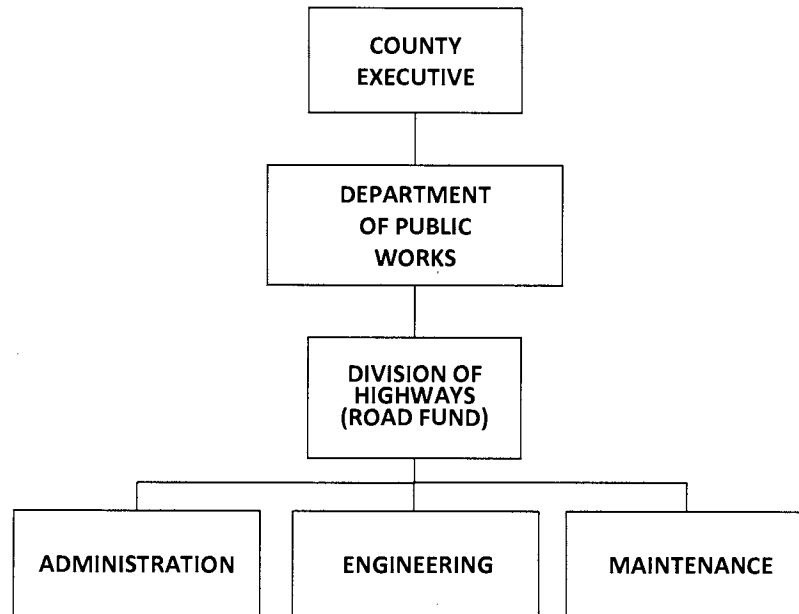 COUNTY
EXECUTIVE
DEPARTMENT
OF PUBLIC
WORKS
DIVISION OF
HIGHWAYS
(ROAD FUND)
ADMINISTRATION
ENGINEERING
MAINTENANCE